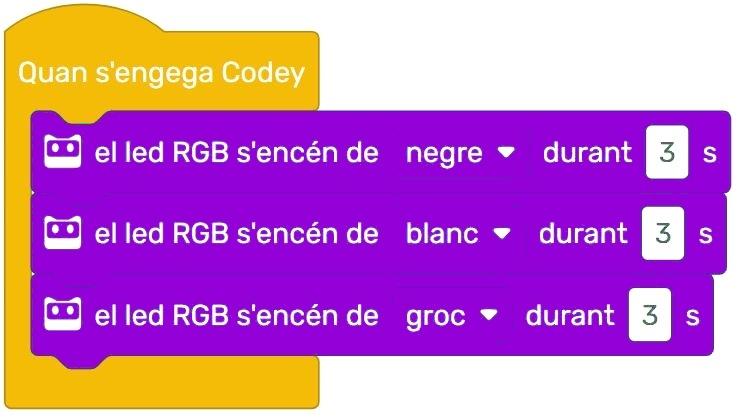 Quan s'engega Codey
el led RGB s'encén de negre durant 3 s
el led RGB s'encén de blanc durant 3 s
el led RGB s'encén de groc durant 3 s